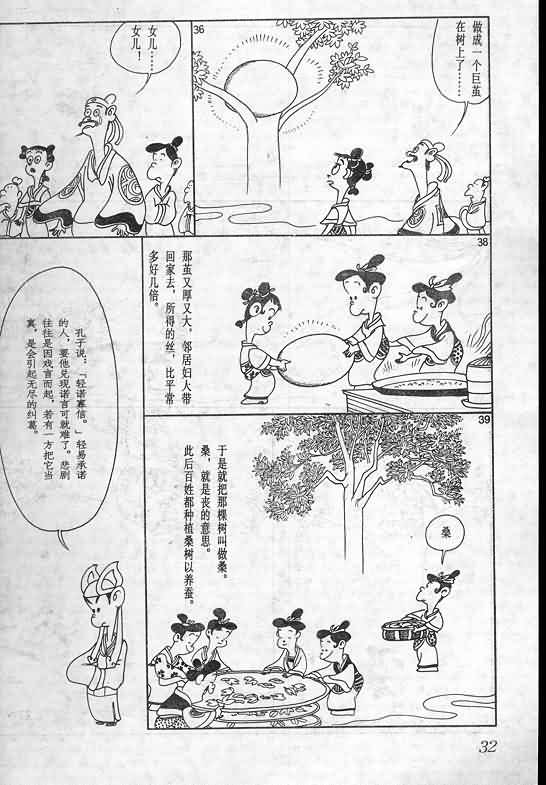 36
做成一个巨茧
在树上了……
女儿……
女儿！
38
那茧又厚又大，邻居妇人带
回家去，所得的丝，比平常
多好几倍。
39
桑
于是就把那棵树叫做桑。
桑，就是丧的意思。
此后百姓都种植桑树以养蚕。
孔子说：「轻诺寡信。」轻易承诺
的人，要他兑现诺言可就难了。悲剧
往往是因戏言而起，若有一方把它当
真，是会引起无尽的纠葛。
32